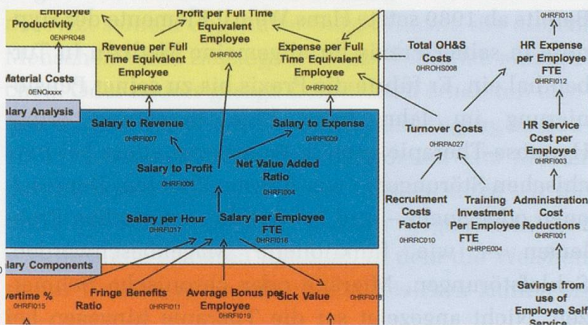 Employee
Productivity
0ENPR048
Profit per Full Time
Equivalent
Employee
0HRFI005
Revenue per Full
Time Equivalent
Employee
0HRFI008
Expense per Full
Time Equivalent
Employee
0HRFI002
Total OH&S
Costs
0ROHS008
0HRFI013
HR Expense
per Employee
FTE
0HRFI012
Material Costs
0ENOxxxx
alary Analysis
Salary to Revenue
0HRFI007
Salary to Expense
0HRFI009
Turnover Costs
0HRPA027
HR Service
Cost per
Employee
0HRFI003
Salary to Profit
0HRFI006
Net Value Added
Ratio
0HRFI004
Salary per Hour
0HRFI017
Salary per Employee
FTE
0HRFI016
Recruitment
Costs
Factor
0HRRC010
Training
Investment
Per Employee
FTE
0HRPE004
Administration
Cost
Reductions
0HRFI001
alary Components
vertime %
0HRFI015
Fringe Benefits
Ratio
0HRFI011
Average Bonus per
Employee
0HRFI019
Sick Value
0HRFI018
Savings from
use of
Employee Self
Service